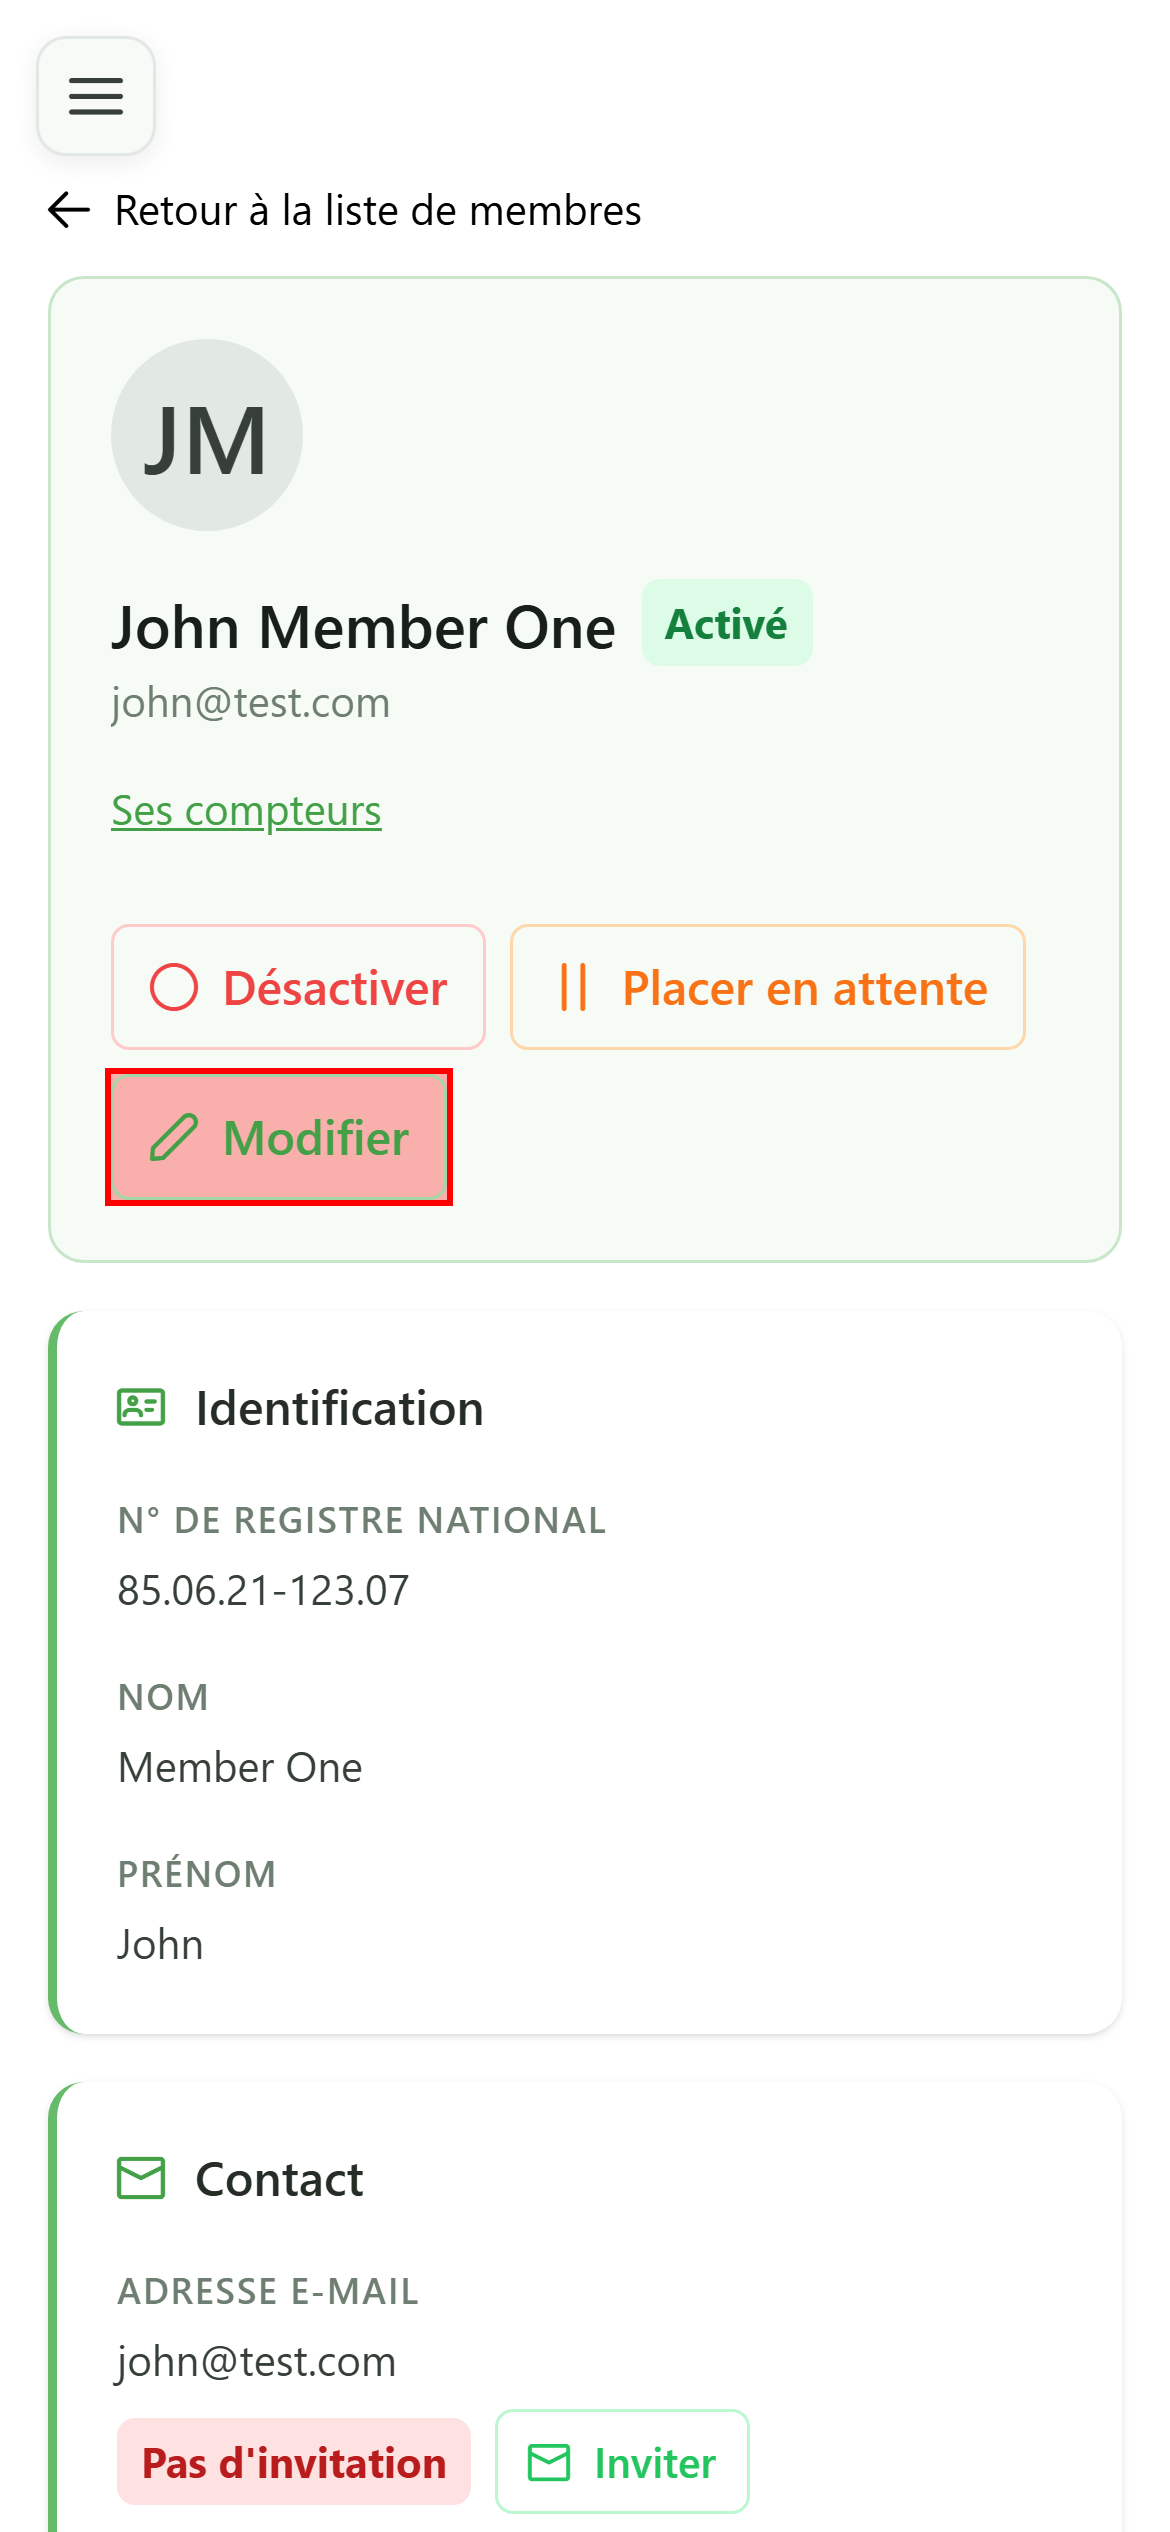 Retour à la liste de membres
JM
John Member One Activé
john@test.com
Ses compteurs
Désactiver Placer en attente
Modifier
Identification
N° DE REGISTRE NATIONAL
85.06.21-123.07
NOM
Member One
PRÉNOM
John
Contact
ADRESSE E-MAIL
john@test.com
Pas d'invitation Inviter